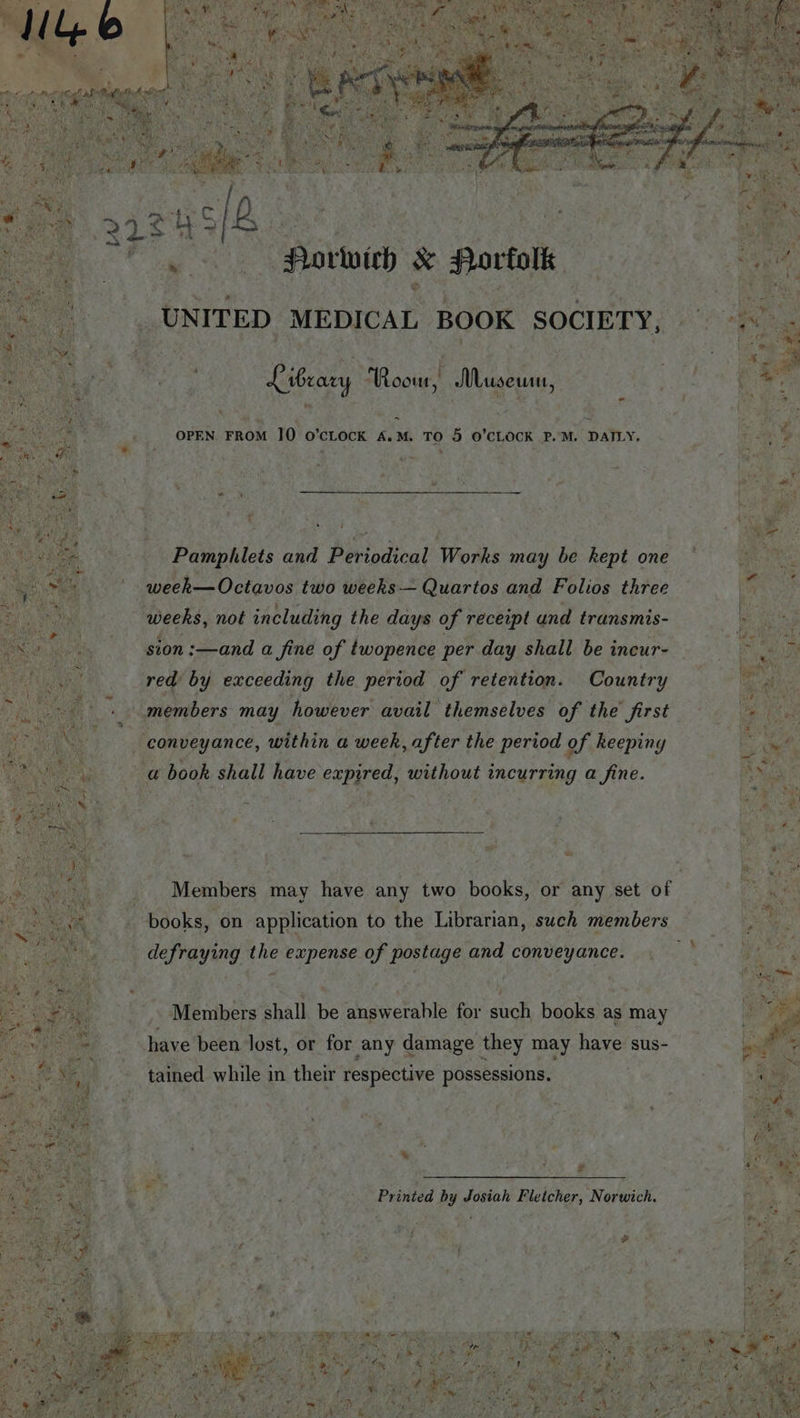 1146
22245/B
Norwich & Norfolk
UNITED MEDICAL BOOK SOCIETY,
Library Room, Museum,
OPEN FROM 10 O'CLOCK A.M. TO 5 O'CLOCK P.M. DAILY.
Pamphlets and Periodical Works may be kept one
week—Octavos two weeks—Quartos and Folios three
weeks, not including the days of receipt and transmis-
sion:—and a fine of twopence per day shall be incur-
red by exceeding the period of retention. Country
members may however avail themselves of the first
conveyance, within a week, after the period of keeping
a book shall have expired, without incurring a fine.
Members may have any two books, or any set of
books, on application to the Librarian, such members
defraying the expense of postage and conveyance.
Members shall be answerable for such books as may
have been lost, or for any damage they may have sus-
tained while in their respective possessions.
Printed by Josiah Fletcher, Norwich.